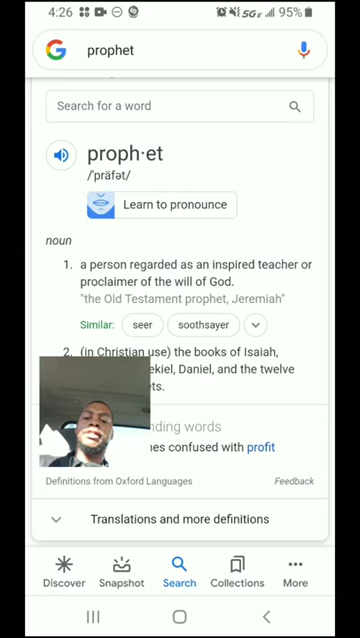 4:26 5GE 95%
prophet
Search for a word
proph·et
/ˈpräfət/
Learn to pronounce
noun
1. a person regarded as an inspired teacher or
proclaimer of the will of God.
"the Old Testament prophet, Jeremiah"
Similar: seer soothsayer
2. (in Christian use) the books of Isaiah,
ekiel, Daniel, and the twelve
ets.
nding words
nes confused with profit
Definitions from Oxford Languages Feedback
Translations and more definitions
Discover Snapshot Search Collections More